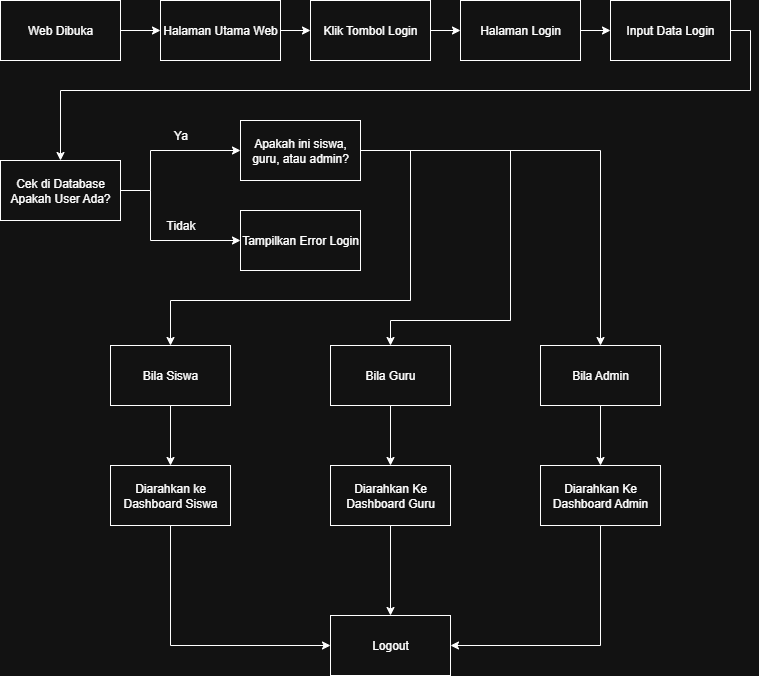 Web Dibuka
Halaman Utama Web
Klik Tombol Login
Halaman Login
Input Data Login
Ya
Apakah ini siswa,
guru, atau admin?
Cek di Database
Apakah User Ada?
Tidak
Tampilkan Error Login
Bila Siswa
Bila Guru
Bila Admin
Diarahkan ke
Dashboard Siswa
Diarahkan Ke
Dashboard Guru
Diarahkan Ke
Dashboard Admin
Logout